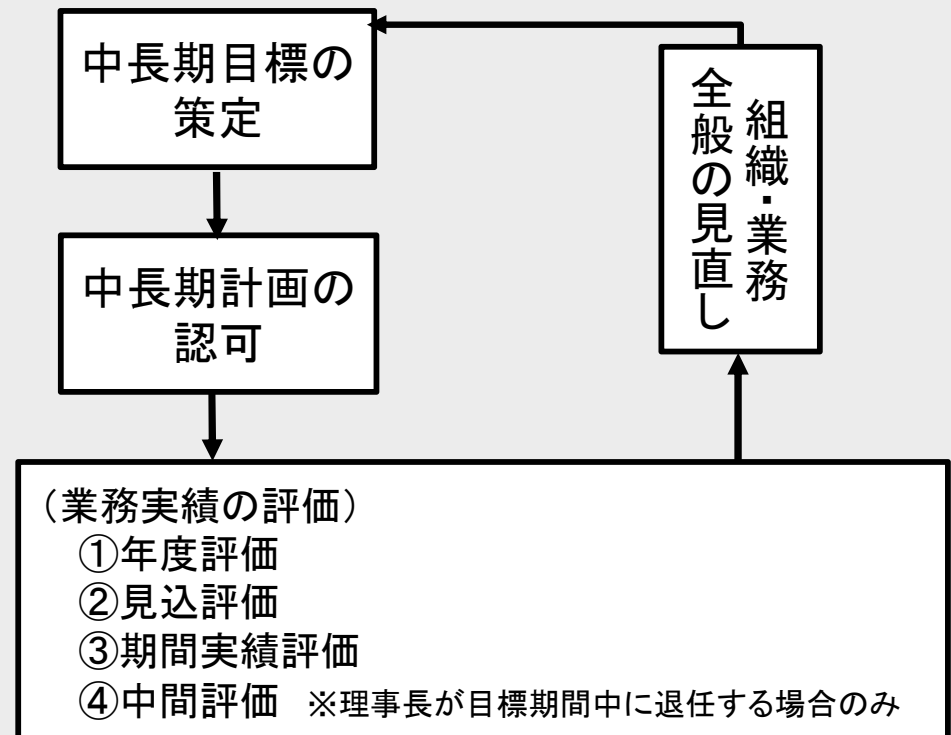 中長期目標の
策定
中長期計画の
認可
組織・業務
全般の見直し
（業務実績の評価）
①年度評価
②見込評価
③期間実績評価
④中間評価 ※理事長が目標期間中に退任する場合のみ